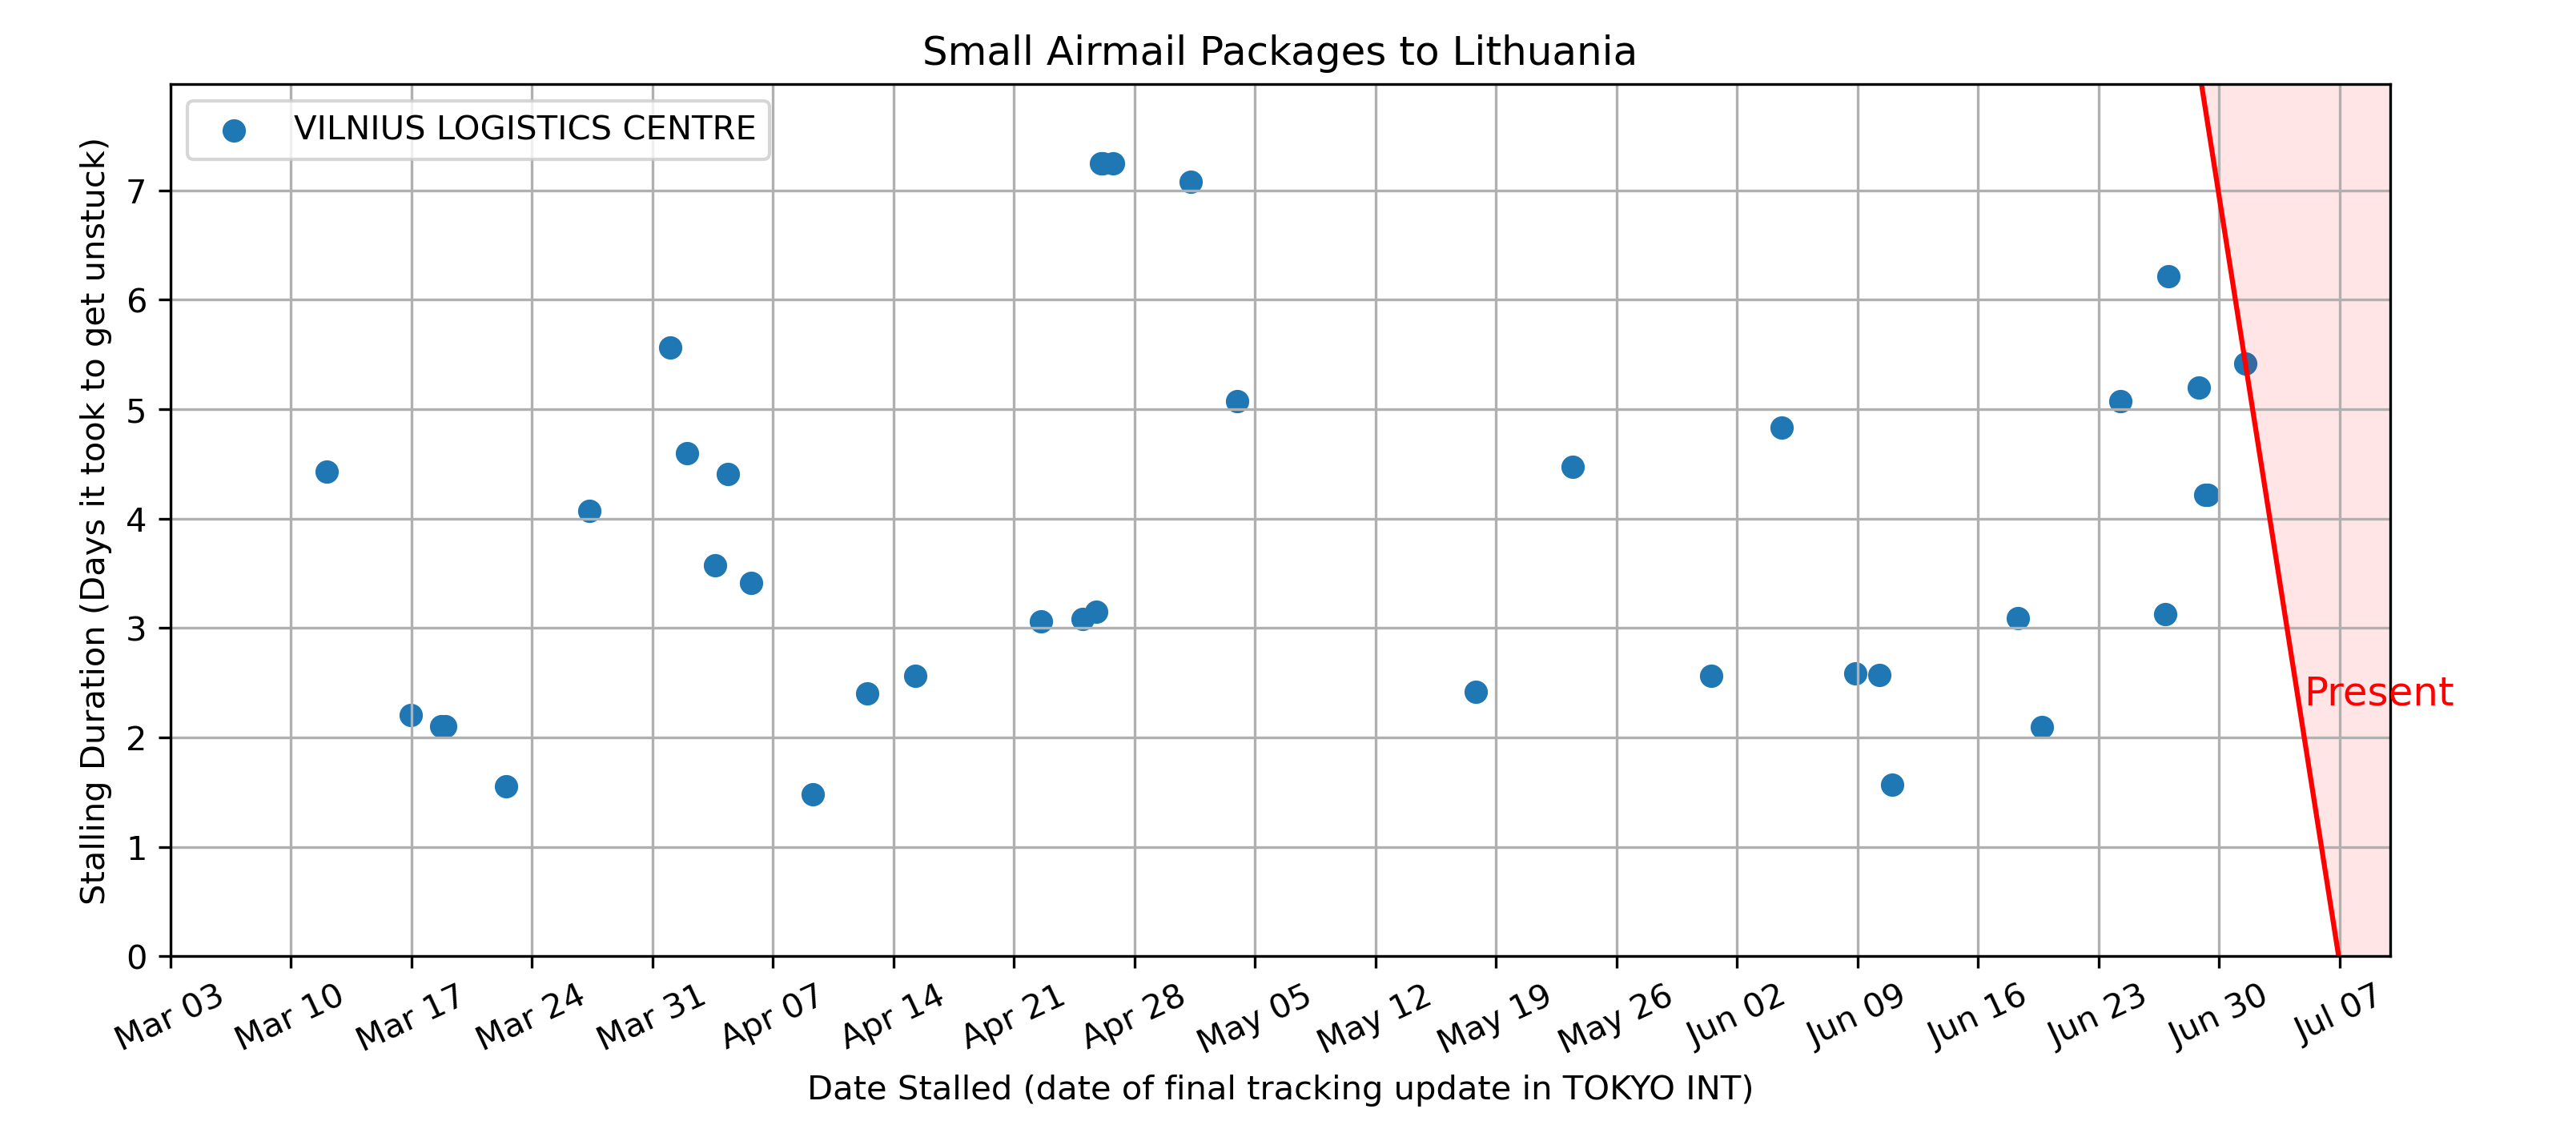 Small Airmail Packages to Lithuania
VILNIUS LOGISTICS CENTRE
Stalling Duration (Days it took to get unstuck)
7
6
5
4
3
2
1
0
Present
Mar 03
Mar 10
Mar 17
Mar 24
Mar 31
Apr 07
Apr 14
Apr 21
Apr 28
May 05
May 12
May 19
May 26
Jun 02
Jun 09
Jun 16
Jun 23
Jun 30
Jul 07
Date Stalled (date of final tracking update in TOKYO INT)